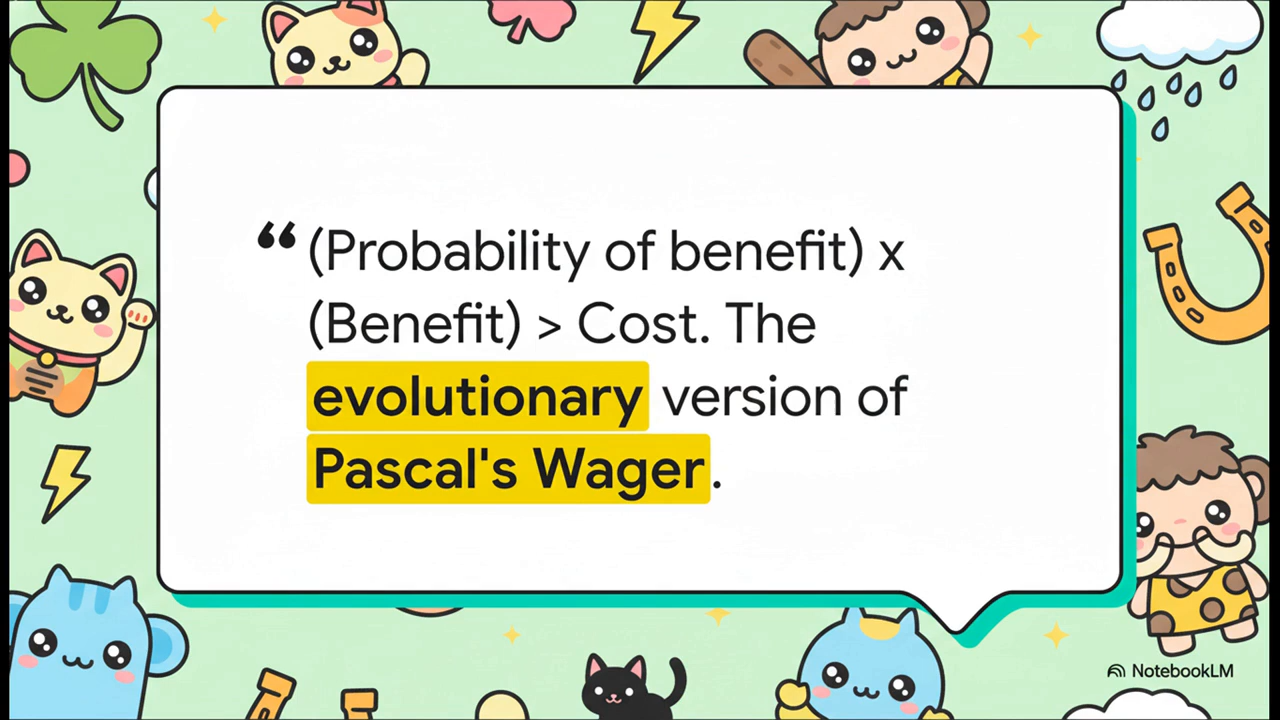 “(Probability of benefit) x
(Benefit) > Cost. The
evolutionary version of
Pascal's Wager.
NotebookLM